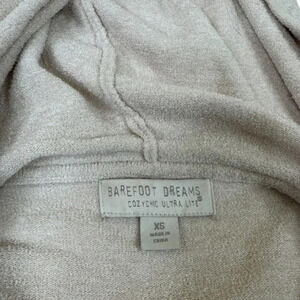 BAREFOOT DREAMS
COZYCHIC ULTRA LITE®
XS
MADE IN
CHINA